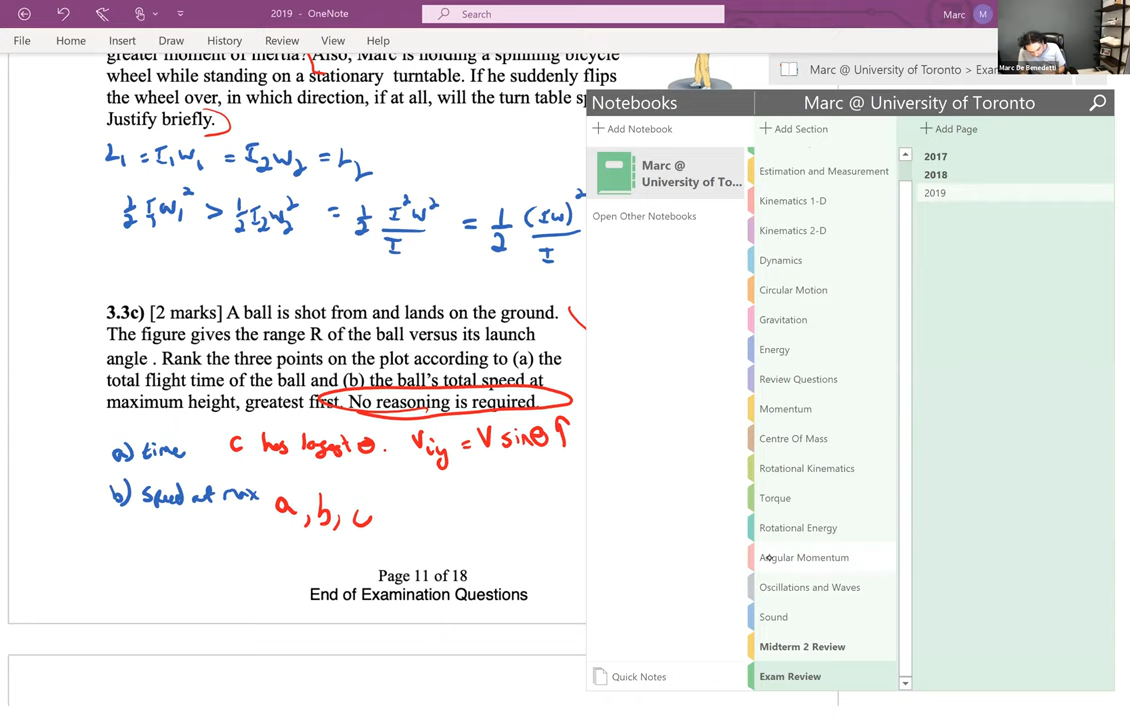 2019 - OneNote
Search
Marc M
Marc De Benedetti
File Home Insert Draw History Review View Help
greater moment of inertia? Also, Marc is holding a spinning bicycle
wheel while standing on a stationary turntable. If he suddenly flips
the wheel over, in which direction, if at all, will the turn table sp
Justify briefly.
L₁ = I₁W₁ = I₂W₂ = L₂
½ I₁W₁² > ½ I₂W₂² = ½ I²W²/I = ½ (IW)²/I
3.3c) [2 marks] A ball is shot from and lands on the ground.
The figure gives the range R of the ball versus its launch
angle . Rank the three points on the plot according to (a) the
total flight time of the ball and (b) the ball's total speed at
maximum height, greatest first. No reasoning is required.
a) time C has largest θ. Viy = V sinθ ↑
b) speed at max a, b, c
Page 11 of 18
End of Examination Questions
Marc @ University of Toronto > Exa
Notebooks
Marc @ University of Toronto
Add Notebook
Add Section
Add Page
Marc @
University of To...
Open Other Notebooks
Quick Notes
Estimation and Measurement
Kinematics 1-D
Kinematics 2-D
Dynamics
Circular Motion
Gravitation
Energy
Review Questions
Momentum
Centre Of Mass
Rotational Kinematics
Torque
Rotational Energy
Angular Momentum
Oscillations and Waves
Sound
Midterm 2 Review
Exam Review
2017
2018
2019